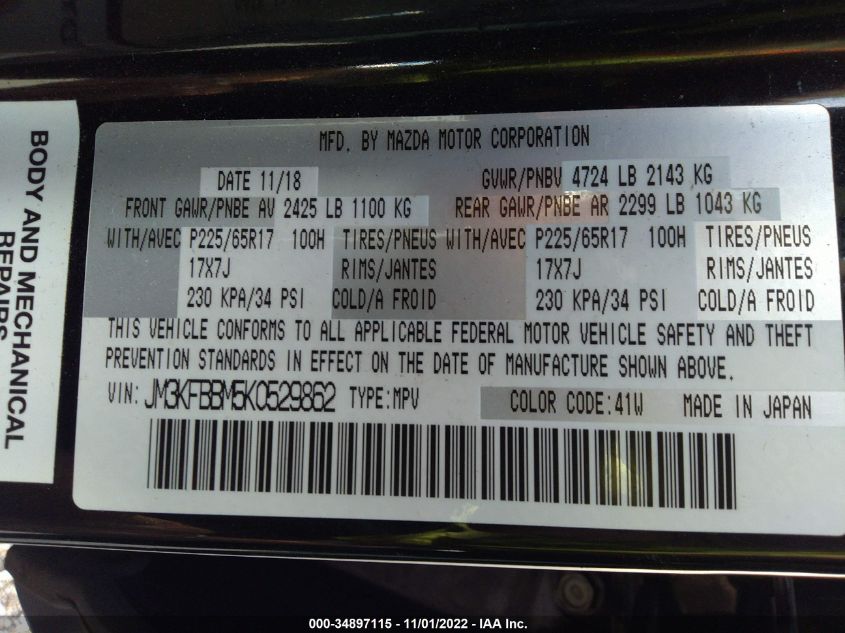 BODY AND MECHANICAL
REPAIRS
MFD. BY MAZDA MOTOR CORPORATION
DATE 11/18 GVWR/PNBV 4724 LB 2143 KG
FRONT GAWR/PNBE AV 2425 LB 1100 KG REAR GAWR/PNBE AR 2299 LB 1043 KG
WITH/AVEC P225/65R17 100H TIRES/PNEUS WITH/AVEC P225/65R17 100H TIRES/PNEUS
17X7J RIMS/JANTES 17X7J RIMS/JANTES
230 KPA/34 PSI COLD/A FROID 230 KPA/34 PSI COLD/A FROID
THIS VEHICLE CONFORMS TO ALL APPLICABLE FEDERAL MOTOR VEHICLE SAFETY AND THEFT
PREVENTION STANDARDS IN EFFECT ON THE DATE OF MANUFACTURE SHOWN ABOVE.
VIN: JM3KFBBM5K0529862 TYPE:MPV COLOR CODE:41W MADE IN JAPAN
000-34897115 - 11/01/2022 - IAA Inc.